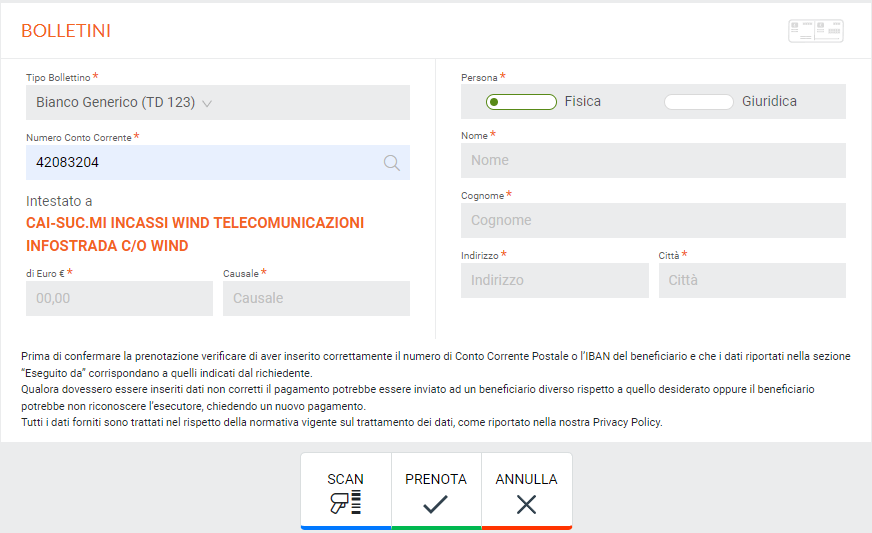 BOLLETINI
Tipo Bollettino *
Bianco Generico (TD 123)
Numero Conto Corrente *
42083204
Intestato a
CAI-SUC.MI INCASSI WIND TELECOMUNICAZIONI
INFOSTRADA C/O WIND
di Euro € *
Causale *
00,00
Causale
Persona *
Fisica
Giuridica
Nome *
Nome
Cognome *
Cognome
Indirizzo *
Città *
Indirizzo
Città
Prima di confermare la prenotazione verificare di aver inserito correttamente il numero di Conto Corrente Postale o l’IBAN del beneficiario e che i dati riportati nella sezione
“Eseguito da” corrispondano a quelli indicati dal richiedente.
Qualora dovessero essere inseriti dati non corretti il pagamento potrebbe essere inviato ad un beneficiario diverso rispetto a quello desiderato oppure il beneficiario
potrebbe non riconoscere l’esecutore, chiedendo un nuovo pagamento.
Tutti i dati forniti sono trattati nel rispetto della normativa vigente sul trattamento dei dati, come riportato nella nostra Privacy Policy.
SCAN
PRENOTA
ANNULLA